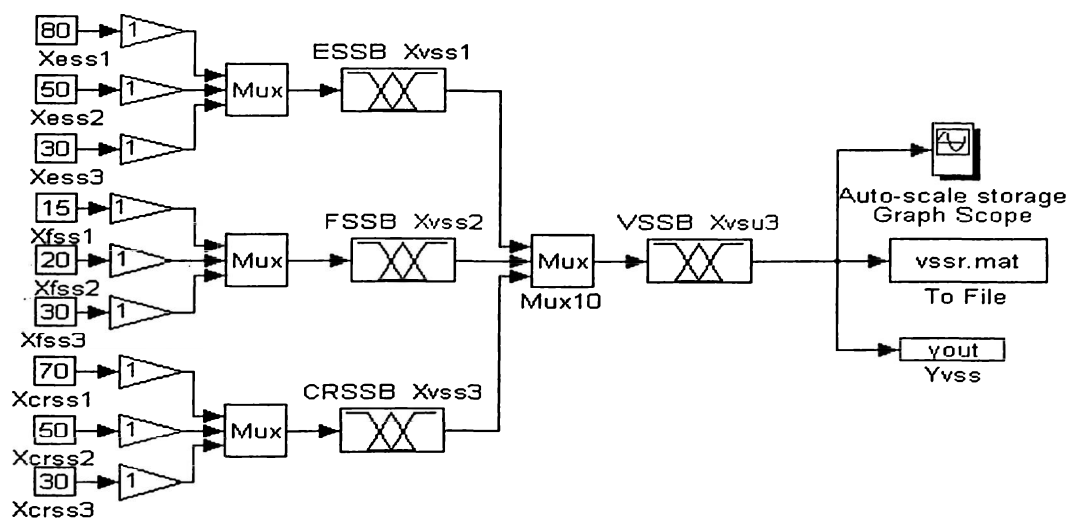 80
1
Xess1
50
1
Xess2
30
1
Xess3
Mux
ESSB Xvss1
15
1
Xfss1
20
1
Xfss2
30
1
Xfss3
Mux
FSSB Xvss2
70
1
Xcrss1
50
1
Xcrss2
30
1
Xcrss3
Mux
CRSSB Xvss3
Mux
Mux10
VSSB Xvsu3
Auto-scale storage
Graph Scope
vssr.mat
To File
yout
Yvss